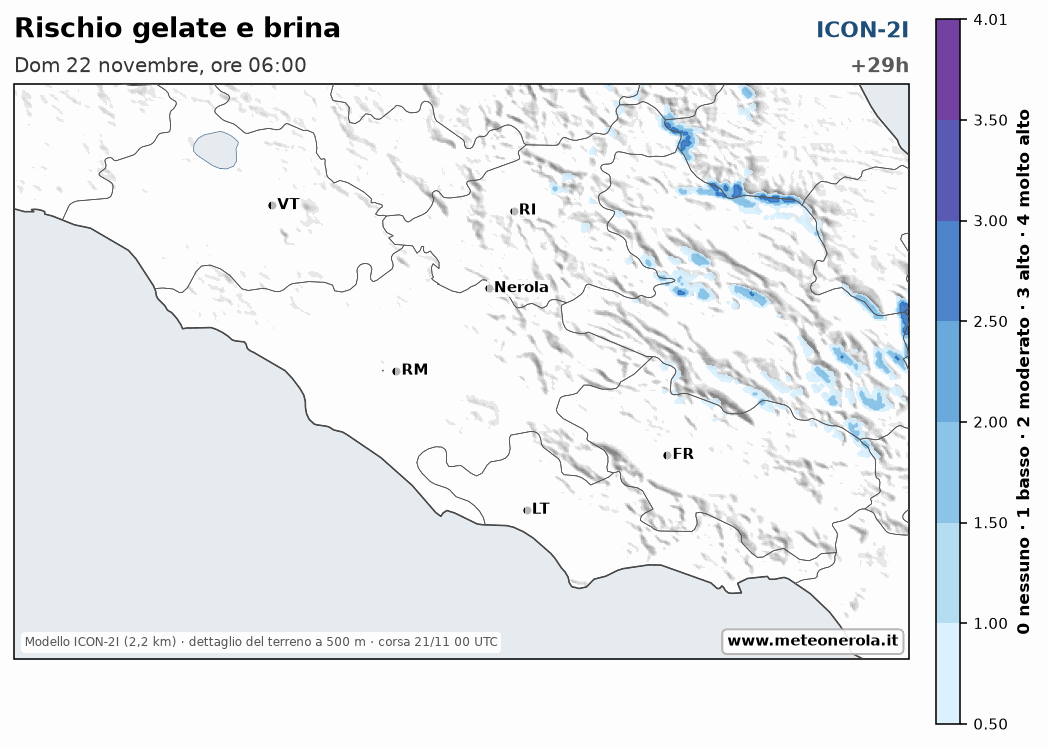 Rischio gelate e brina
ICON-2I
Dom 22 novembre, ore 06:00
+29h
VT
RI
Nerola
RM
FR
LT
Modello ICON-2I (2,2 km) · dettaglio del terreno a 500 m · corsa 21/11 00 UTC
www.meteonerola.it
4.01
3.50
3.00
2.50
2.00
1.50
1.00
0.50
0 nessuno · 1 basso · 2 moderato · 3 alto · 4 molto alto